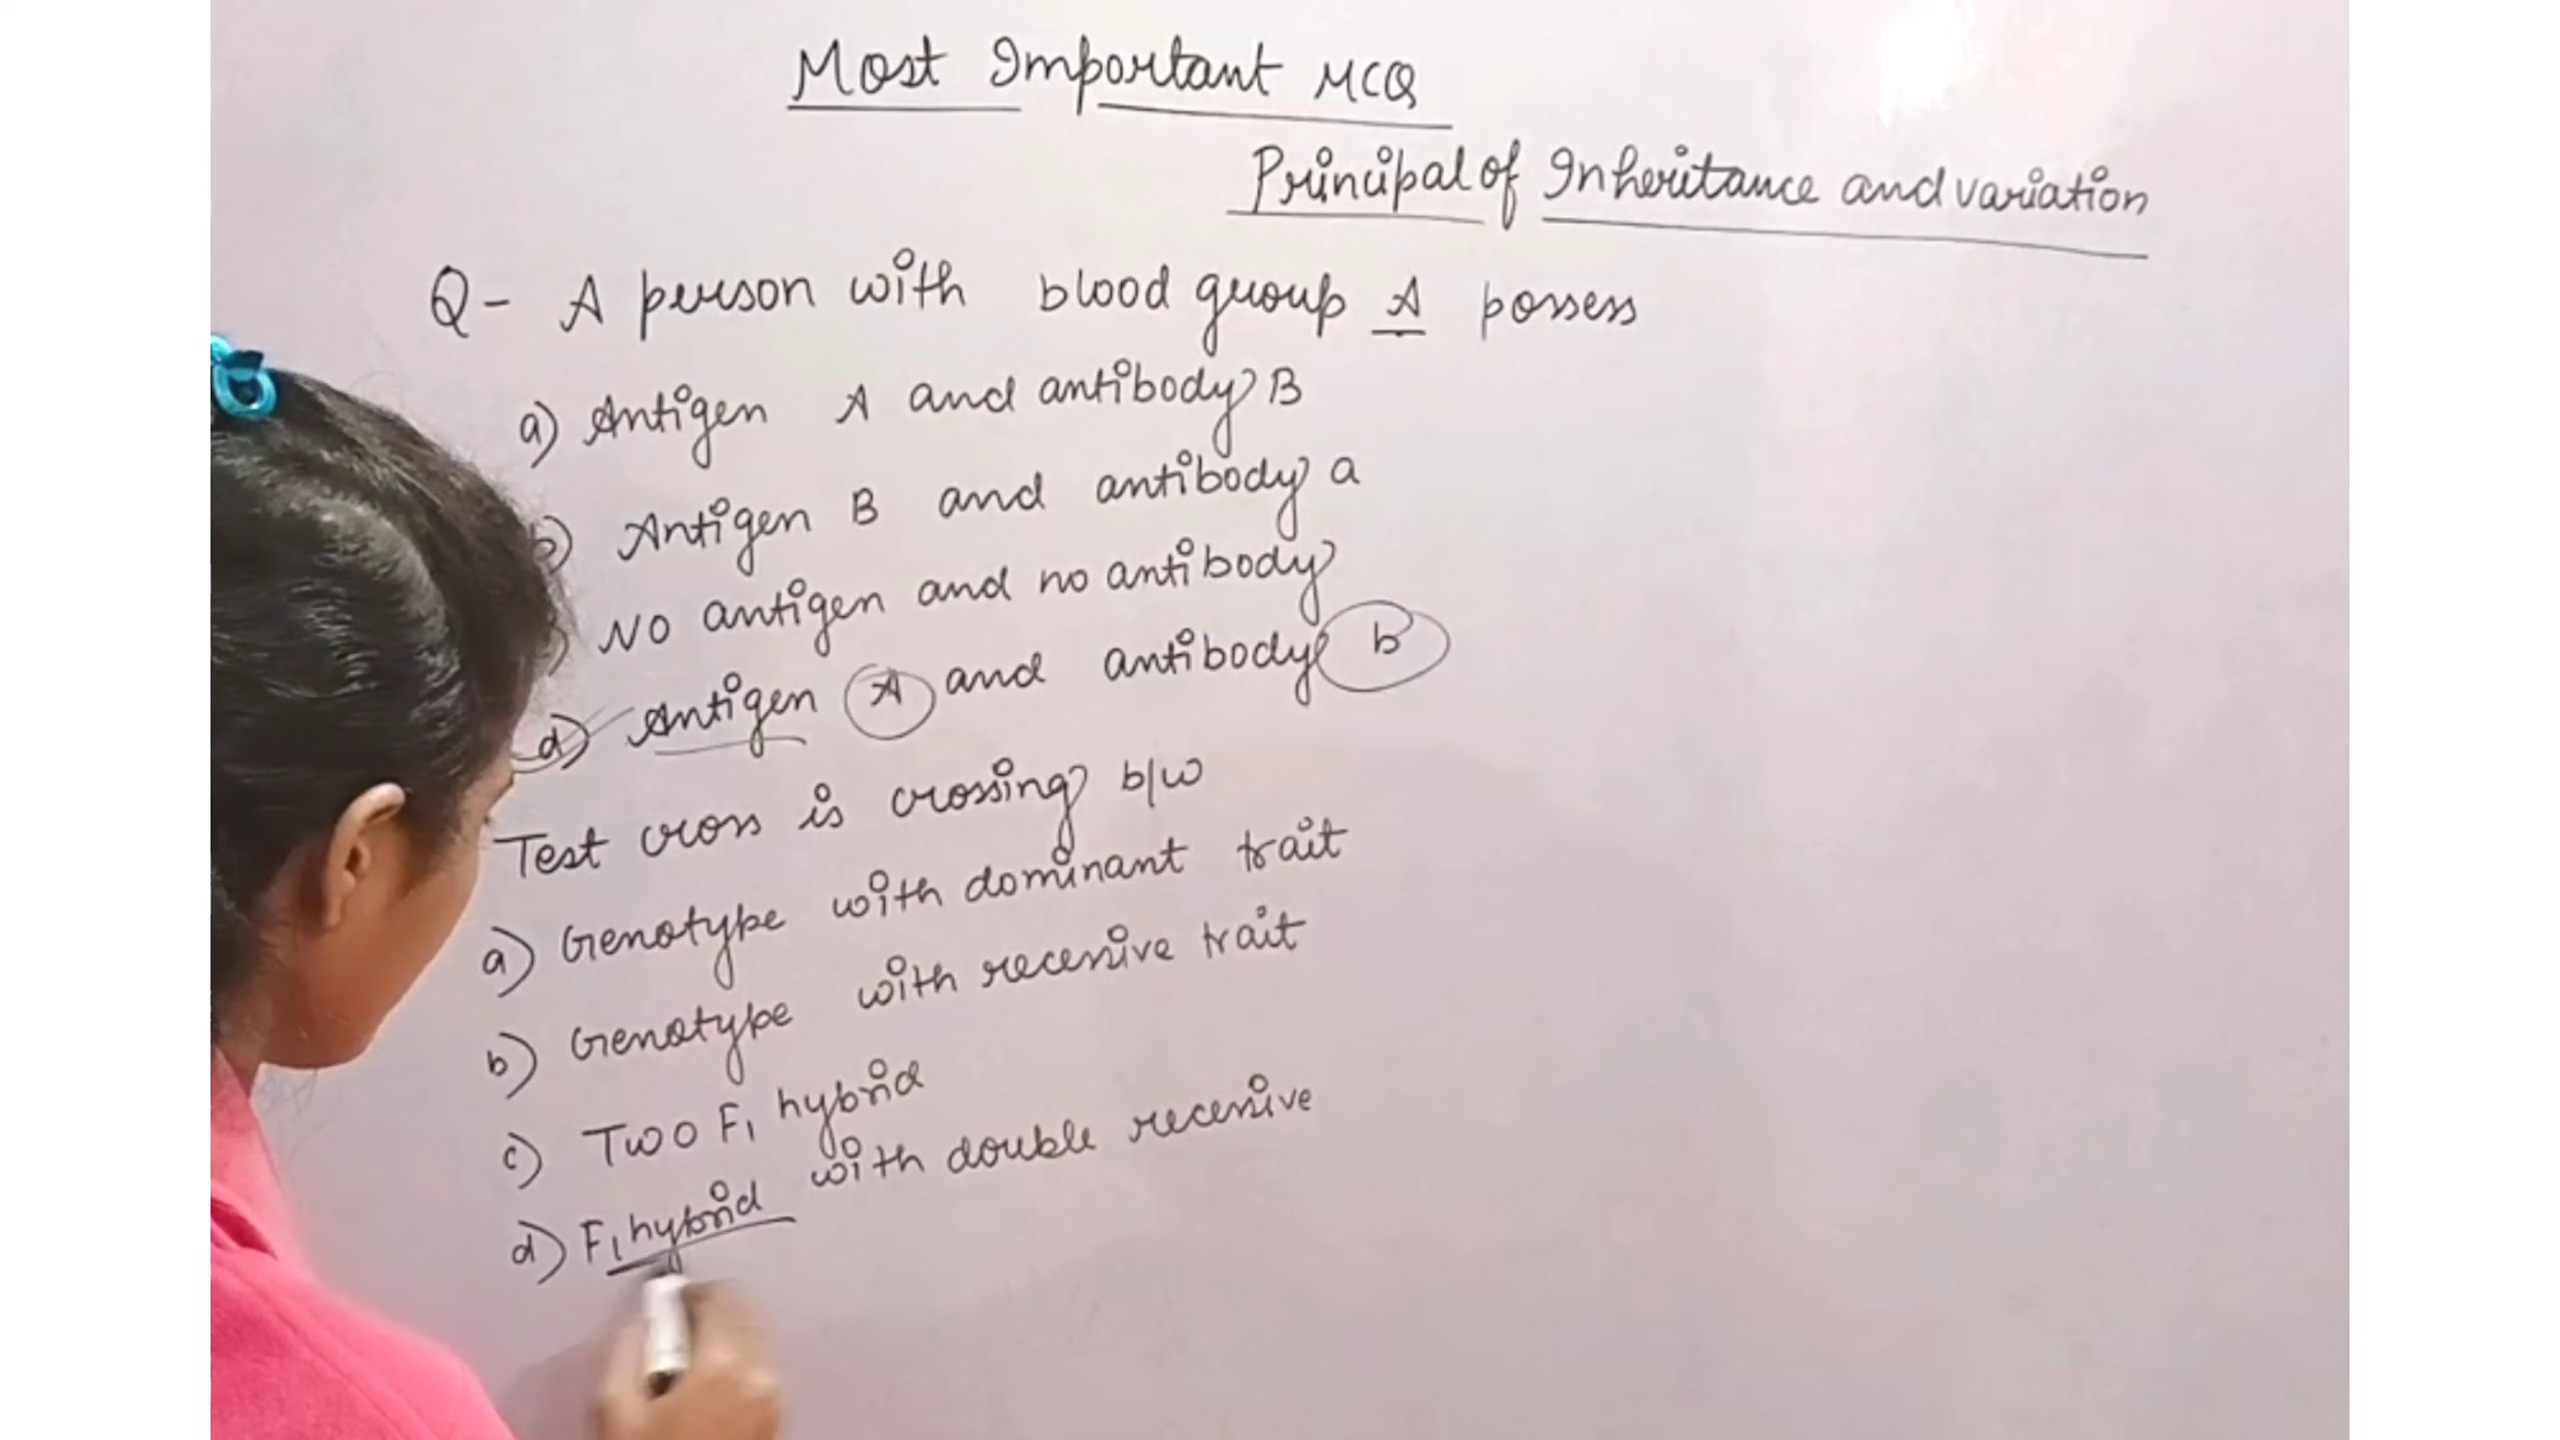 Most Important MCQ
Principal of Inheritance and variation
Q- A person with blood group A possess
a) Antigen A and antibody B
b) Antigen B and antibody a
) NO antigen and no antibody
d) Antigen A and antibody b
Test cross is crossing b/w
a) Genotype with dominant trait
b) Genotype with recessive trait
c) Two F1 hybrid
d) F1 hybrid with double recessive